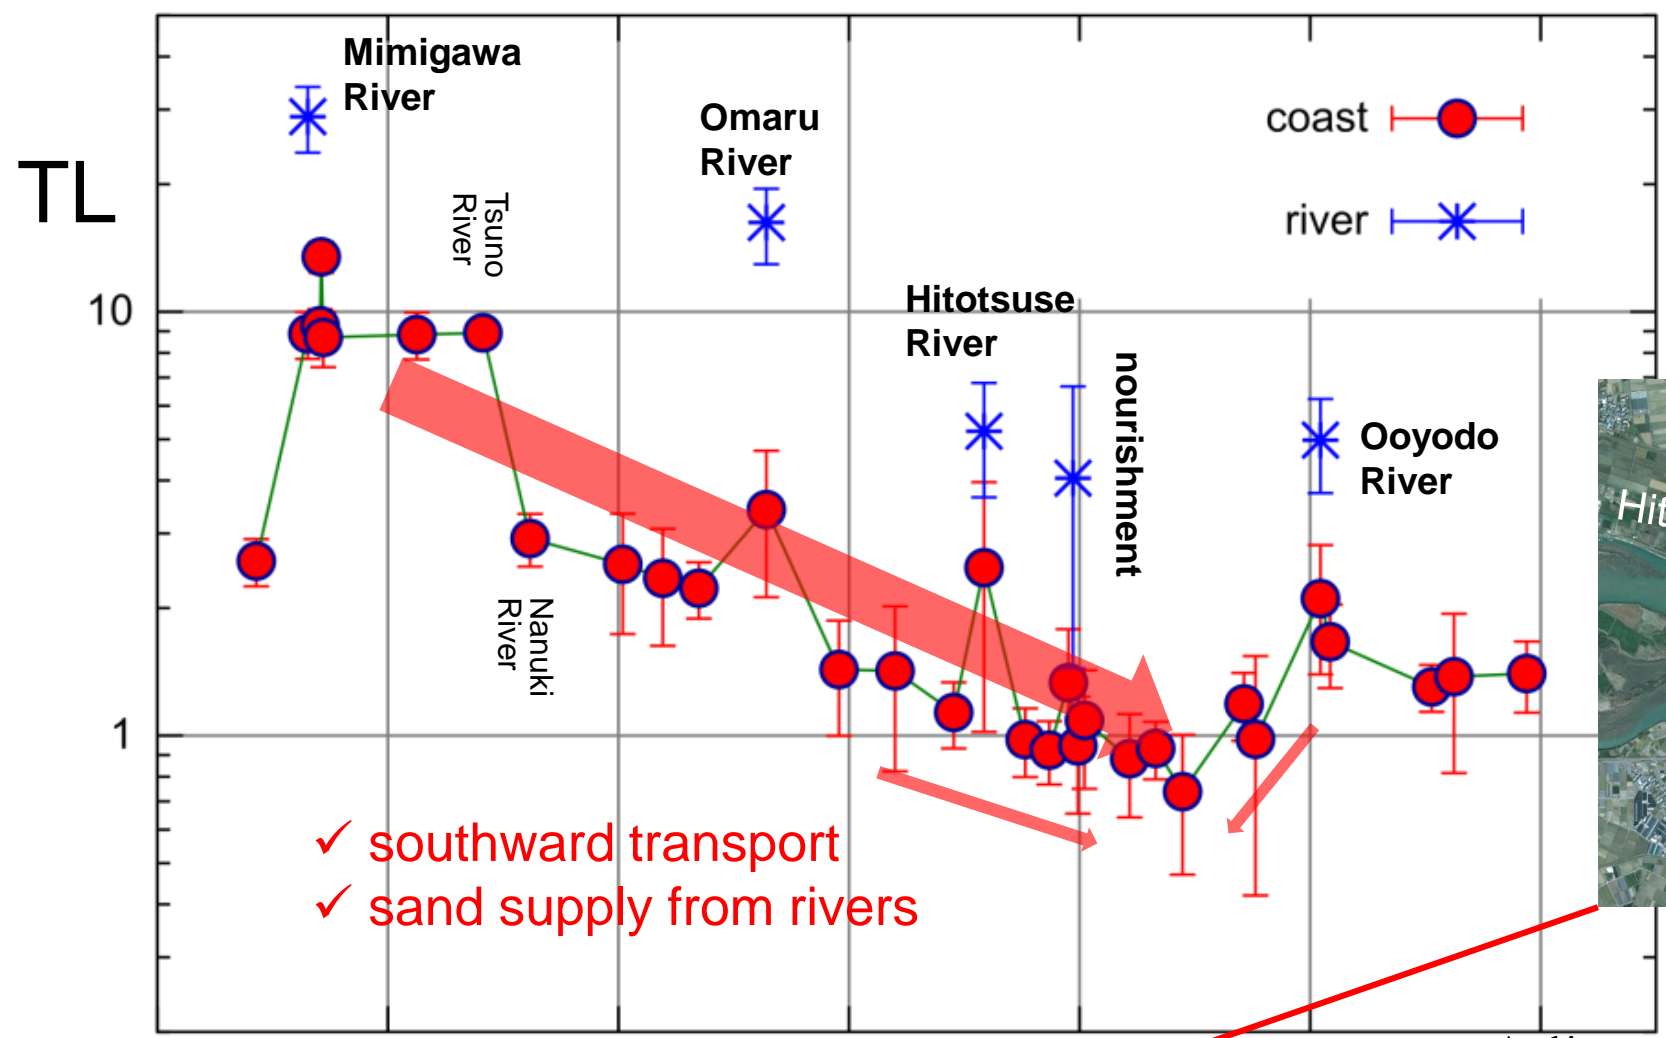 Mimigawa
River
Omaru
River
coast
river
TL
Tsuno
River
10
Hitotsuse
River
nourishment
Ooyodo
River
Hit
Nanuki
River
1
✓ southward transport
✓ sand supply from rivers